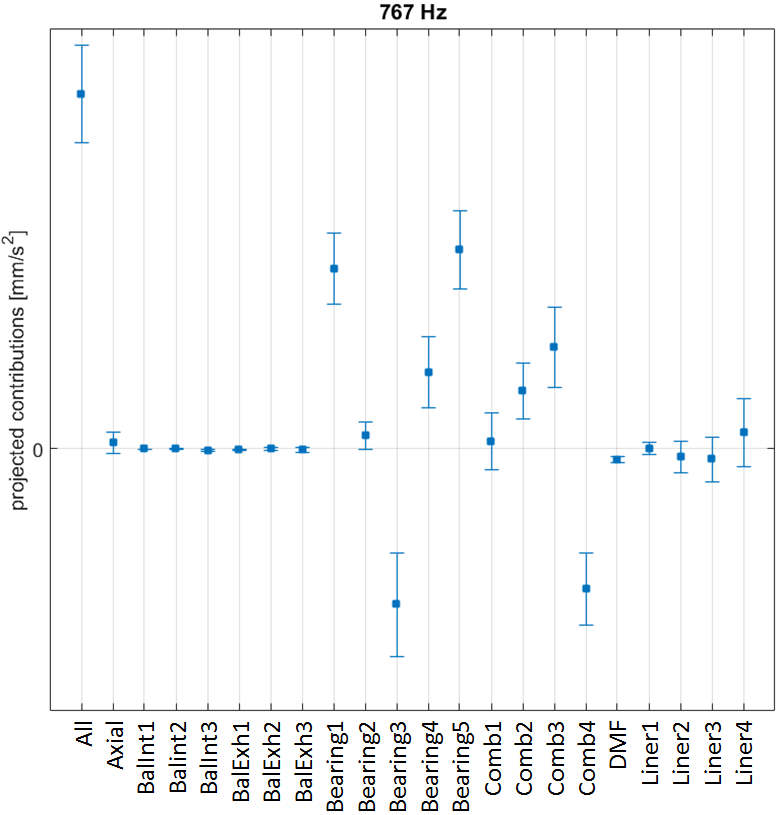 767 Hz
projected contributions [mm/s²]
0
All
Axial
BalInt1
Balint2
BalInt3
BalExh1
BalExh2
BalExh3
Bearing1
Bearing2
Bearing3
Bearing4
Bearing5
Comb1
Comb2
Comb3
Comb4
DMF
Liner1
Liner2
Liner3
Liner4